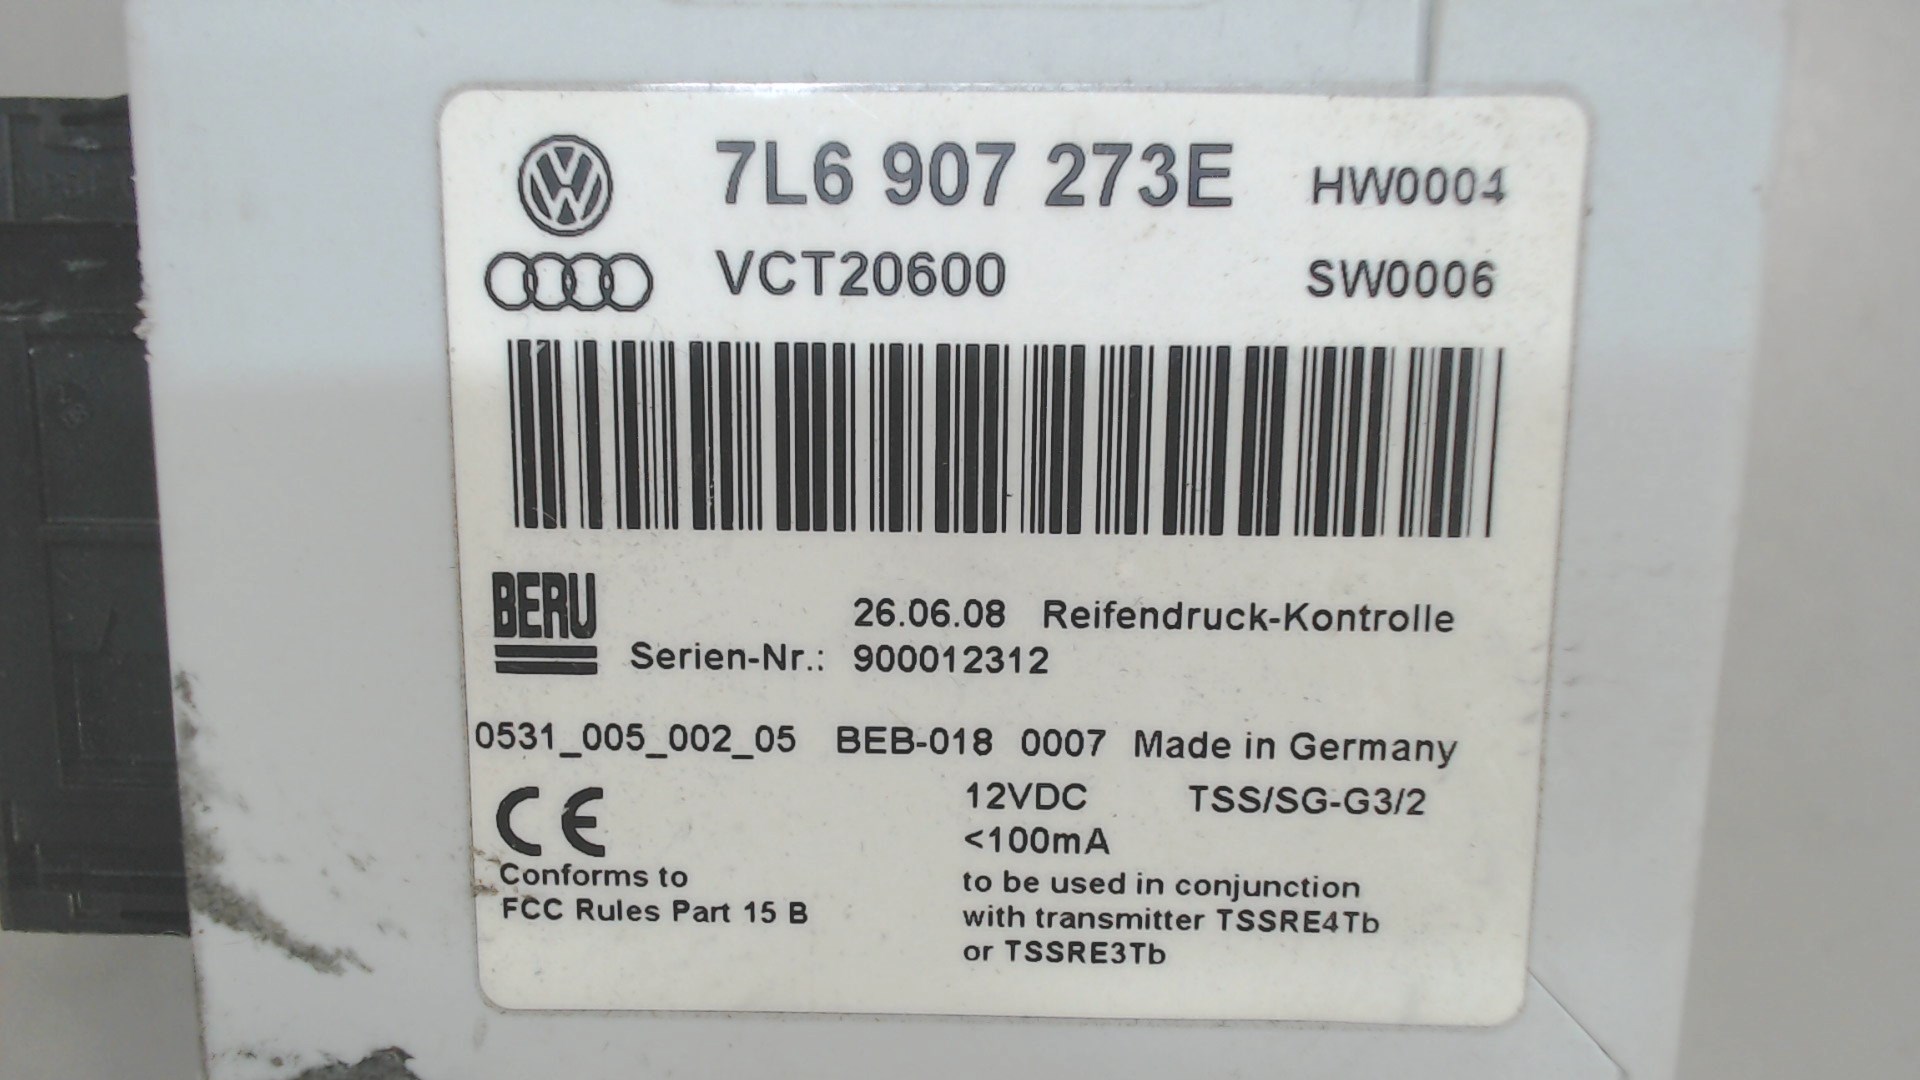 7L6 907 273E HW0004
VCT20600 SW0006
BERU
26.06.08 Reifendruck-Kontrolle
Serien-Nr.: 900012312
0531_005_002_05 BEB-018 0007 Made in Germany
CE 12VDC TSS/SG-G3/2
<100mA
Conforms to
FCC Rules Part 15 B
to be used in conjunction
with transmitter TSSRE4Tb
or TSSRE3Tb